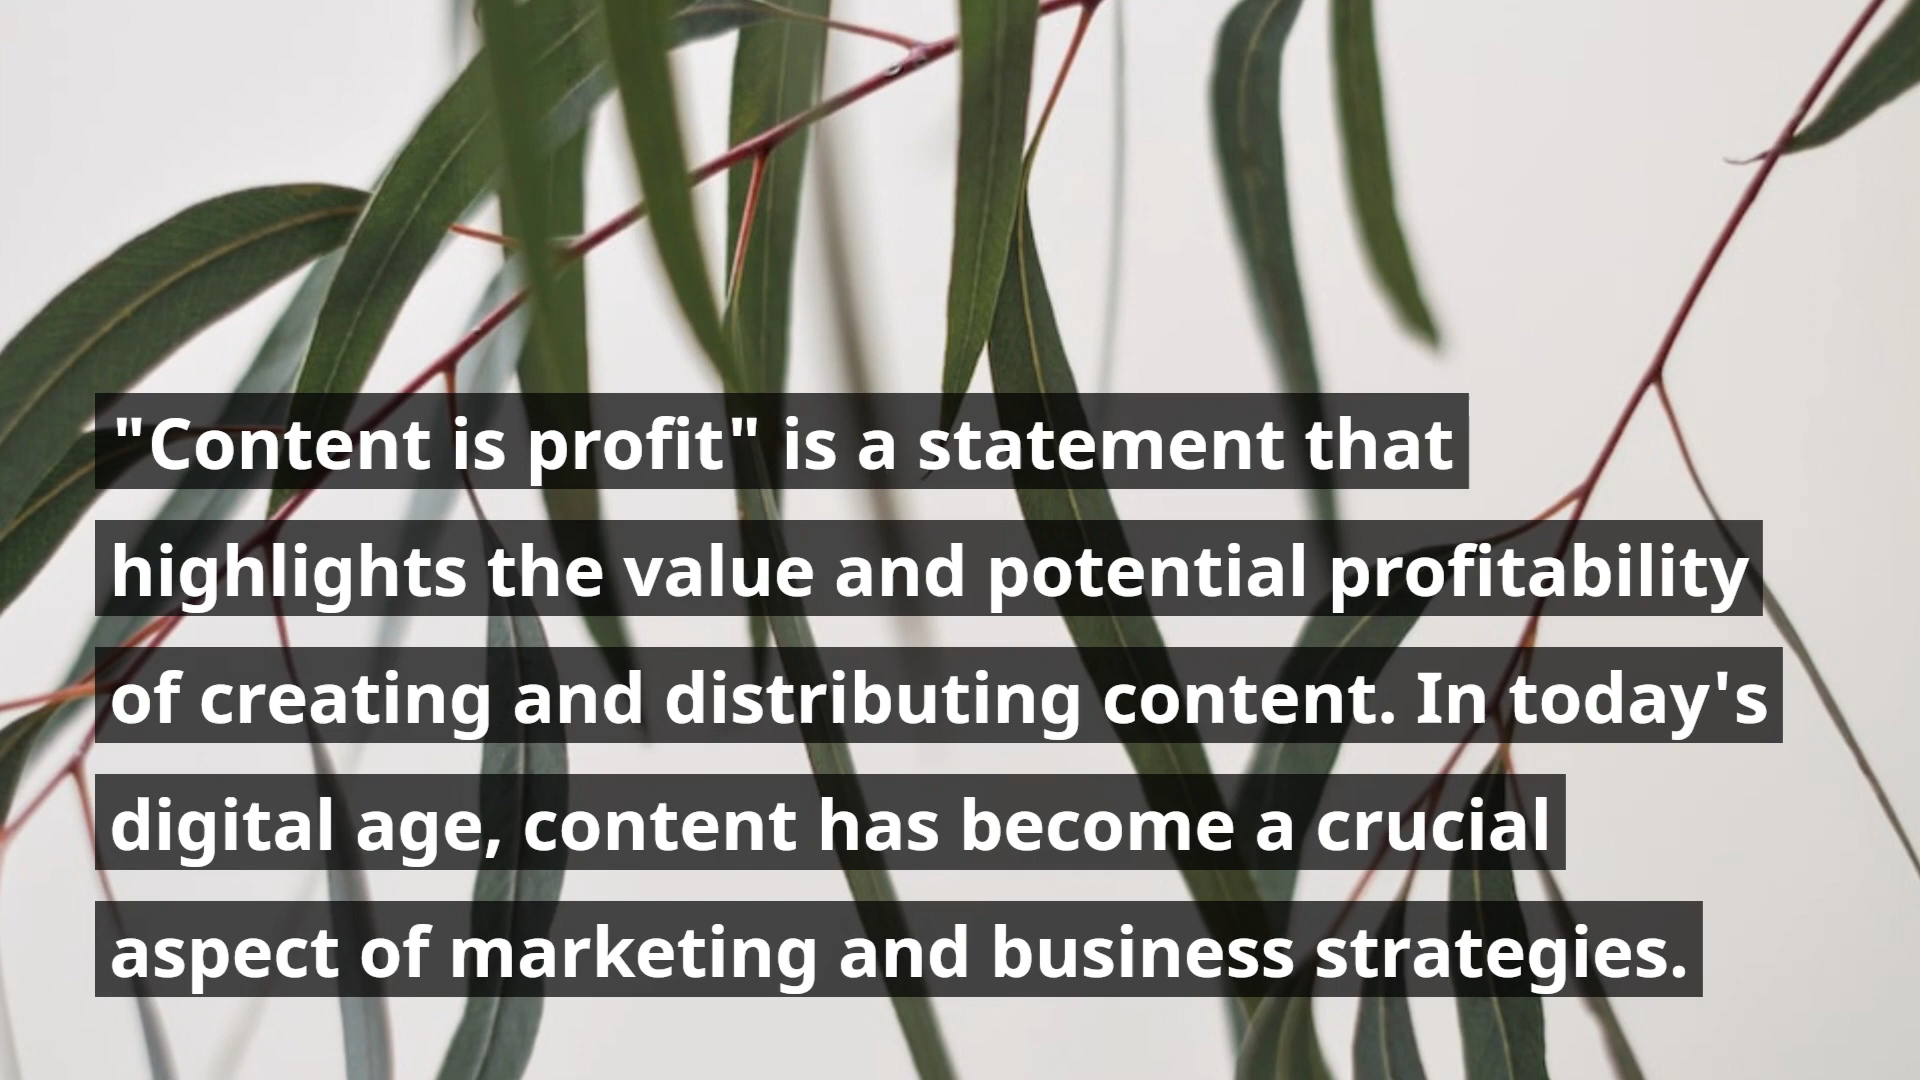 "Content is profit" is a statement that
highlights the value and potential profitability
of creating and distributing content. In today's
digital age, content has become a crucial
aspect of marketing and business strategies.